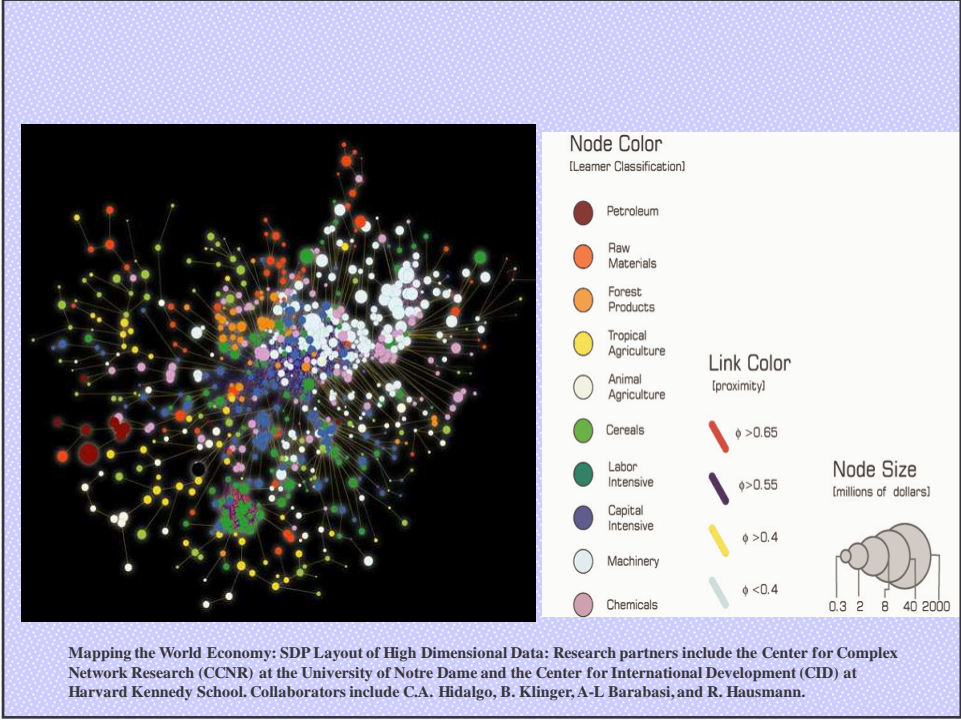 Node Color
[Leamer Classification]
Petroleum
Raw
Materials
Forest
Products
Tropical
Agriculture
Animal
Agriculture
Cereals
Labor
Intensive
Capital
Intensive
Machinery
Chemicals
Link Color
[proximity]
ϕ >0.65
ϕ>0.55
ϕ >0.4
ϕ <0.4
Node Size
[millions of dollars]
0.3 2 8 40 2000
Mapping the World Economy: SDP Layout of High Dimensional Data: Research partners include the Center for Complex
Network Research (CCNR) at the University of Notre Dame and the Center for International Development (CID) at
Harvard Kennedy School. Collaborators include C.A. Hidalgo, B. Klinger, A-L Barabasi, and R. Hausmann.